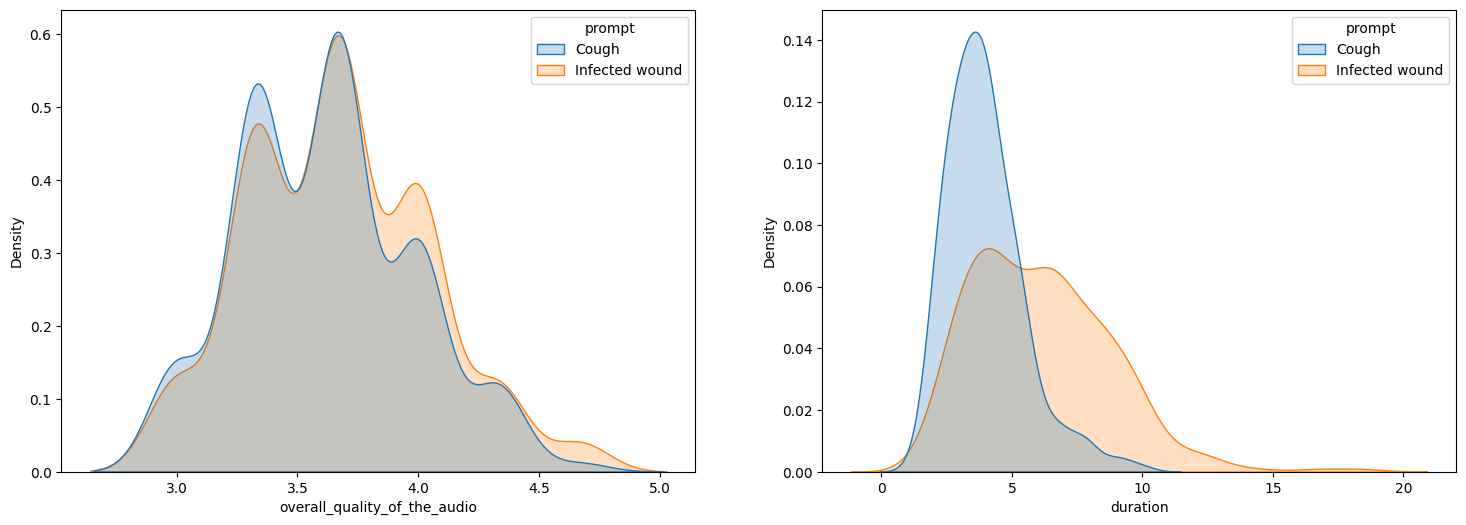 prompt
Cough
Infected wound
0.6
0.5
0.4
0.3
0.2
0.1
0.0
Density
3.0 3.5 4.0 4.5 5.0
overall_quality_of_the_audio
prompt
Cough
Infected wound
0.14
0.12
0.10
0.08
0.06
0.04
0.02
0.00
Density
0 5 10 15 20
duration